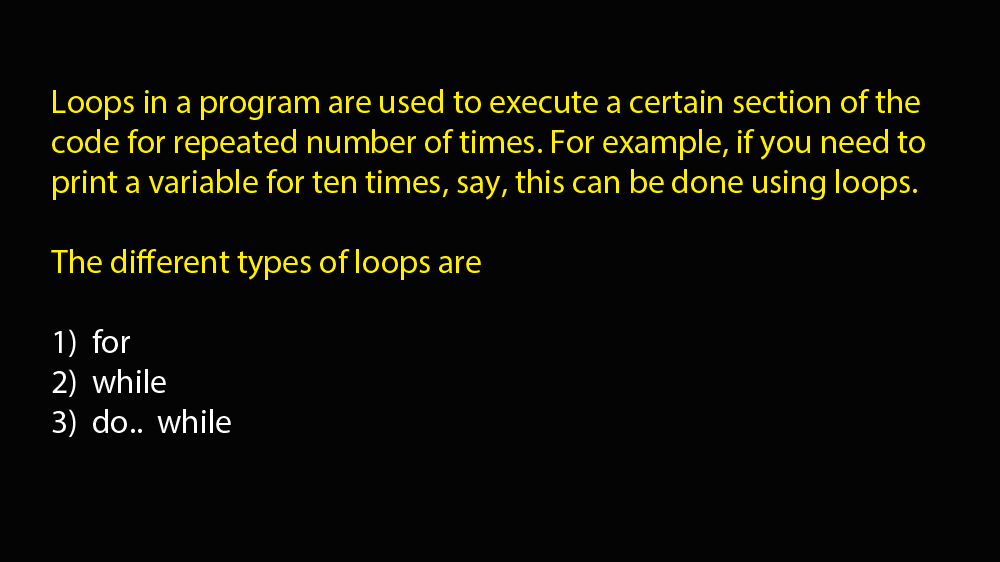 Loops in a program are used to execute a certain section of the
code for repeated number of times. For example, if you need to
print a variable for ten times, say, this can be done using loops.
The different types of loops are
1) for
2) while
3) do.. while